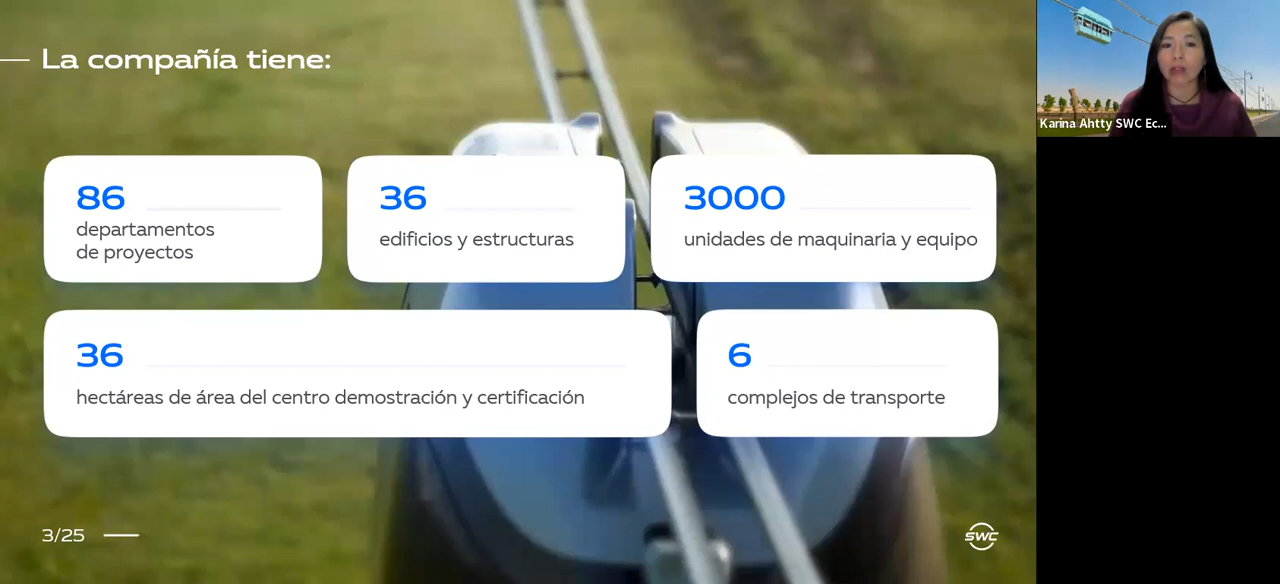 La compañía tiene:
86
departamentos
de proyectos
36
edificios y estructuras
3000
unidades de maquinaria y equipo
36
hectáreas de área del centro demostración y certificación
6
complejos de transporte
3/25
SWC
Karina Ahtty SWC Ec...